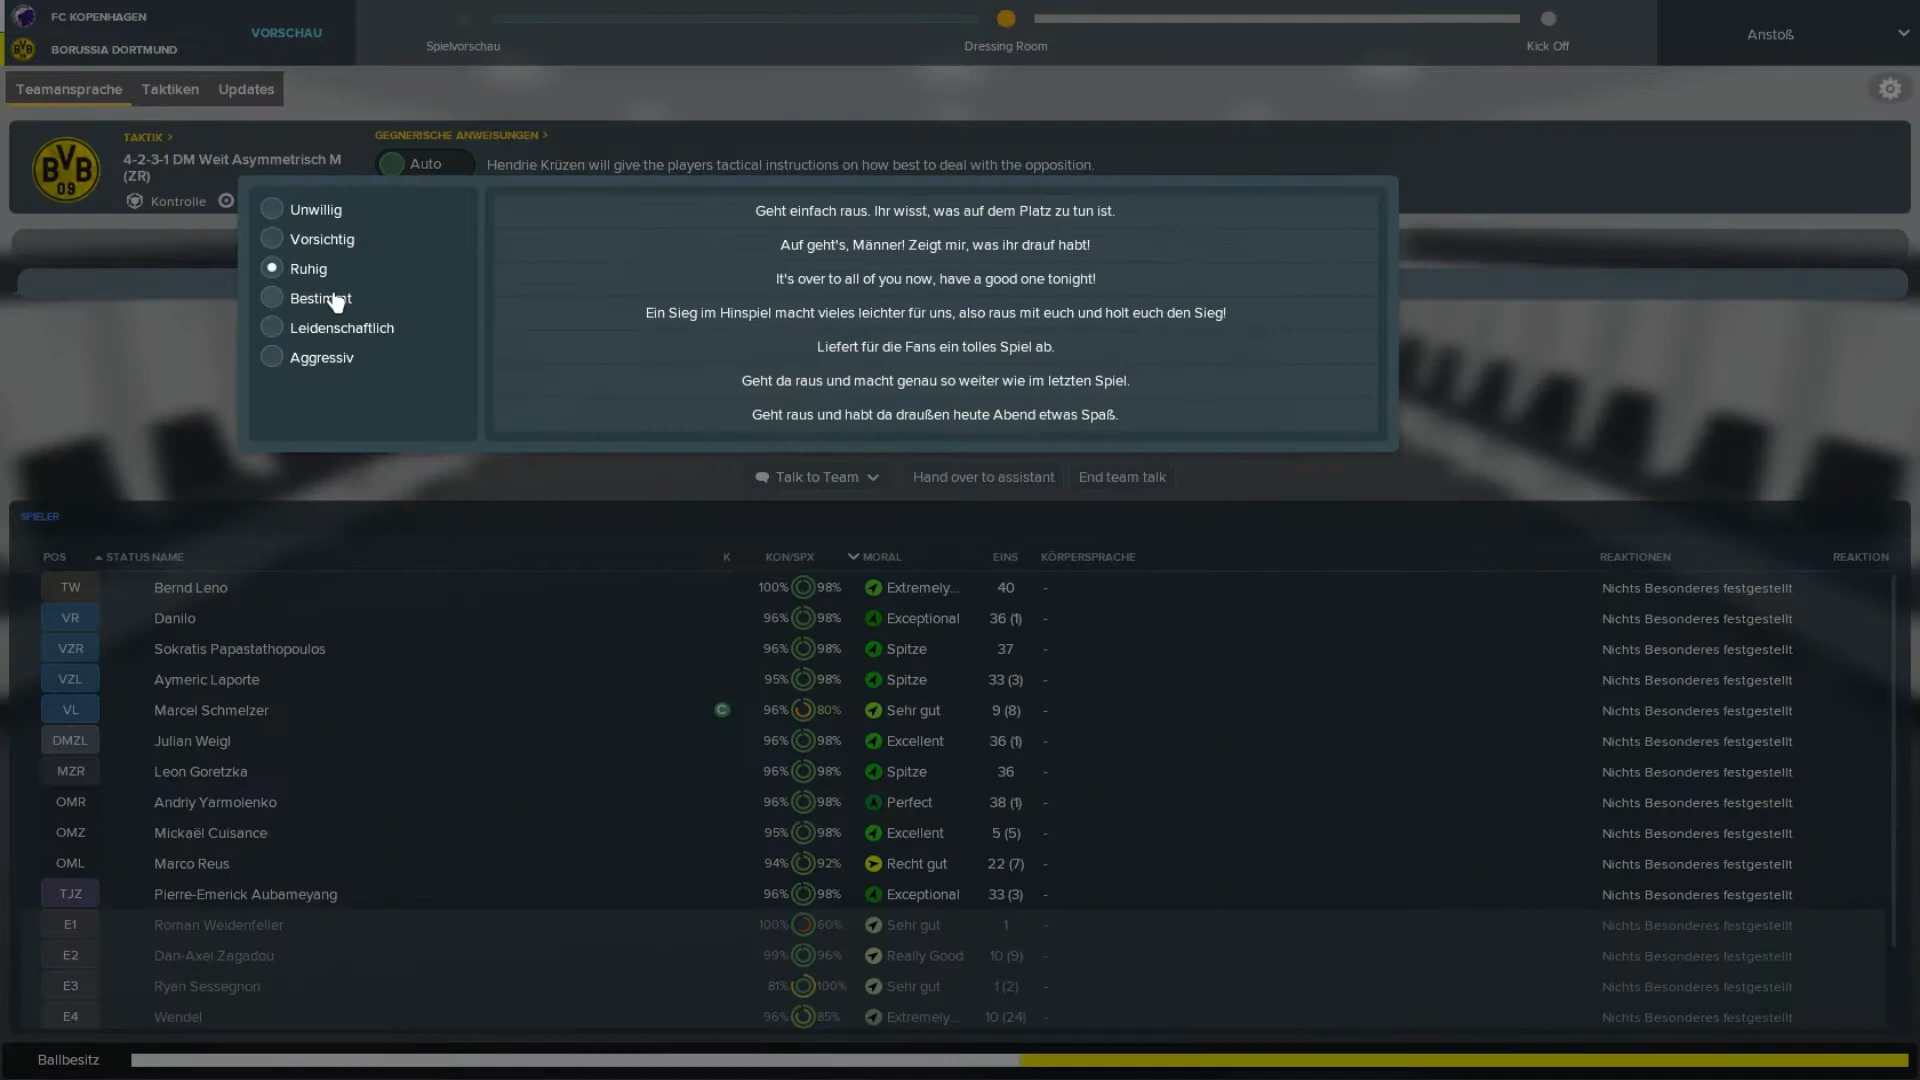 FC KOPENHAGEN
BORUSSIA DORTMUND
VORSCHAU
Spielvorschau
Dressing Room
Kick Off
Anstoß
Teamansprache
Taktiken
Updates
BVB
09
TAKTIK >
4-2-3-1 DM Weit Asymmetrisch M
(ZR)
Kontrolle
GEGNERISCHE ANWEISUNGEN >
Auto
Hendrie Krüzen will give the players tactical instructions on how best to deal with the opposition.
Unwillig
Vorsichtig
Ruhig
Leidenschaftlich
Aggressiv
Geht einfach raus. Ihr wisst, was auf dem Platz zu tun ist.
Auf geht's, Männer! Zeigt mir, was ihr drauf habt!
It's over to all of you now, have a good one tonight!
Ein Sieg im Hinspiel macht vieles leichter für uns, also raus mit euch und holt euch den Sieg!
Liefert für die Fans ein tolles Spiel ab.
Geht da raus und macht genau so weiter wie im letzten Spiel.
Geht raus und habt da draußen heute Abend etwas Spaß.
Talk to Team
Hand over to assistant
End team talk
SPIELER
POS STATUS NAME K KON/SPX MORAL EINS KÖRPERSPRACHE REAKTIONEN REAKTION
TW Bernd Leno 100% 98% Extremely... 40 - Nichts Besonderes festgestellt
VR Danilo 96% 98% Exceptional 36 (1) - Nichts Besonderes festgestellt
VZR Sokratis Papastathopoulos 96% 98% Spitze 37 - Nichts Besonderes festgestellt
VZL Aymeric Laporte 95% 98% Spitze 33 (3) - Nichts Besonderes festgestellt
VL Marcel Schmelzer C 96% 80% Sehr gut 9 (8) - Nichts Besonderes festgestellt
DMZL Julian Weigl 96% 98% Excellent 36 (1) - Nichts Besonderes festgestellt
MZR Leon Goretzka 96% 98% Spitze 36 - Nichts Besonderes festgestellt
OMR Andriy Yarmolenko 96% 98% Perfect 38 (1) - Nichts Besonderes festgestellt
OMZ Mickaël Cuisance 95% 98% Excellent 5 (5) - Nichts Besonderes festgestellt
OML Marco Reus 94% 92% Recht gut 22 (7) - Nichts Besonderes festgestellt
TJZ Pierre-Emerick Aubameyang 96% 98% Exceptional 33 (3) - Nichts Besonderes festgestellt
E1 Roman Weidenfeller 100% 60% Sehr gut 1 - Nichts Besonderes festgestellt
E2 Dan-Axel Zagadou 99% 96% Really Good 10 (9) - Nichts Besonderes festgestellt
E3 Ryan Sessegnon 81% 100% Sehr gut 1 (2) - Nichts Besonderes festgestellt
E4 Wendel 96% 85% Extremely... 10 (24) - Nichts Besonderes festgestellt
Ballbesitz